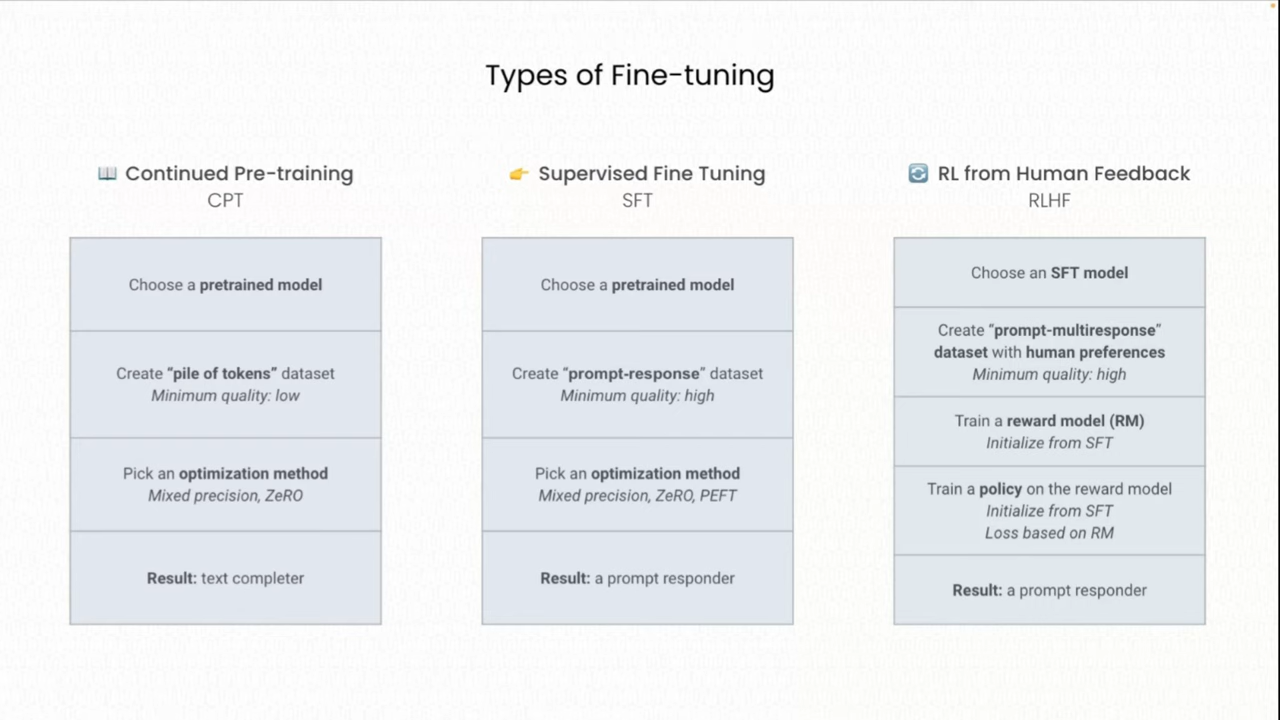 Types of Fine-tuning
📖 Continued Pre-training
CPT
Choose a pretrained model
Create “pile of tokens” dataset
Minimum quality: low
Pick an optimization method
Mixed precision, ZeRO
Result: text completer
👉 Supervised Fine Tuning
SFT
Choose a pretrained model
Create “prompt-response” dataset
Minimum quality: high
Pick an optimization method
Mixed precision, ZeRO, PEFT
Result: a prompt responder
🔄 RL from Human Feedback
RLHF
Choose an SFT model
Create “prompt-multiresponse”
dataset with human preferences
Minimum quality: high
Train a reward model (RM)
Initialize from SFT
Train a policy on the reward model
Initialize from SFT
Loss based on RM
Result: a prompt responder